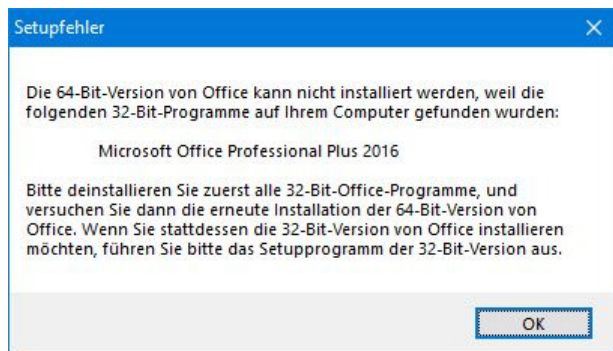 Setupfehler
Die 64-Bit-Version von Office kann nicht installiert werden, weil die
folgenden 32-Bit-Programme auf Ihrem Computer gefunden wurden:
Microsoft Office Professional Plus 2016
Bitte deinstallieren Sie zuerst alle 32-Bit-Office-Programme, und
versuchen Sie dann die erneute Installation der 64-Bit-Version von
Office. Wenn Sie stattdessen die 32-Bit-Version von Office installieren
möchten, führen Sie bitte das Setupprogramm der 32-Bit-Version aus.
OK